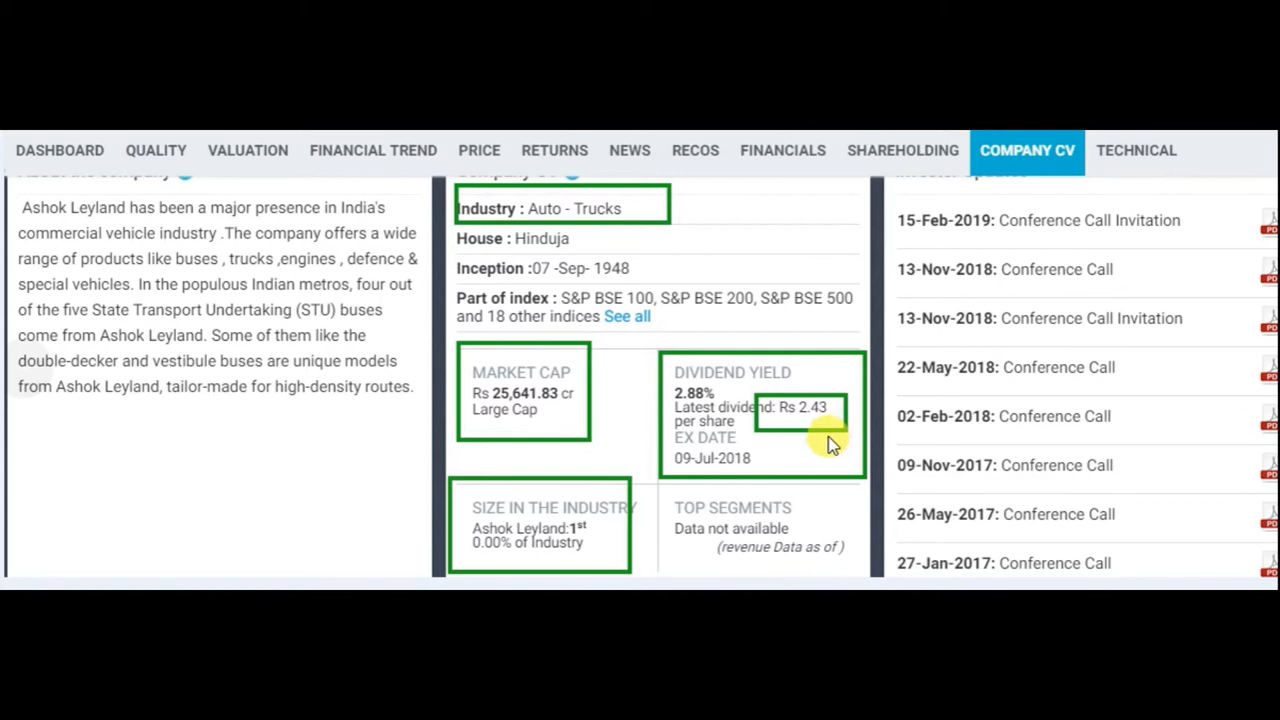 DASHBOARD QUALITY VALUATION FINANCIAL TREND PRICE RETURNS NEWS RECOS FINANCIALS SHAREHOLDING COMPANY CV TECHNICAL
About the company
Ashok Leyland has been a major presence in India's
commercial vehicle industry .The company offers a wide
range of products like buses , trucks ,engines , defence &
special vehicles. In the populous Indian metros, four out
of the five State Transport Undertaking (STU) buses
come from Ashok Leyland. Some of them like the
double-decker and vestibule buses are unique models
from Ashok Leyland, tailor-made for high-density routes.
Company CV
Industry : Auto - Trucks
House : Hinduja
Inception :07 -Sep- 1948
Part of index : S&P BSE 100, S&P BSE 200, S&P BSE 500
and 18 other indices See all
MARKET CAP
Rs 25,641.83 cr
Large Cap
DIVIDEND YIELD
2.88%
Latest dividend: Rs 2.43
per share
EX DATE
09-Jul-2018
SIZE IN THE INDUSTRY
Ashok Leyland:1st
0.00% of Industry
TOP SEGMENTS
Data not available
(revenue Data as of )
15-Feb-2019: Conference Call Invitation
13-Nov-2018: Conference Call
13-Nov-2018: Conference Call Invitation
22-May-2018: Conference Call
02-Feb-2018: Conference Call
09-Nov-2017: Conference Call
26-May-2017: Conference Call
27-Jan-2017: Conference Call